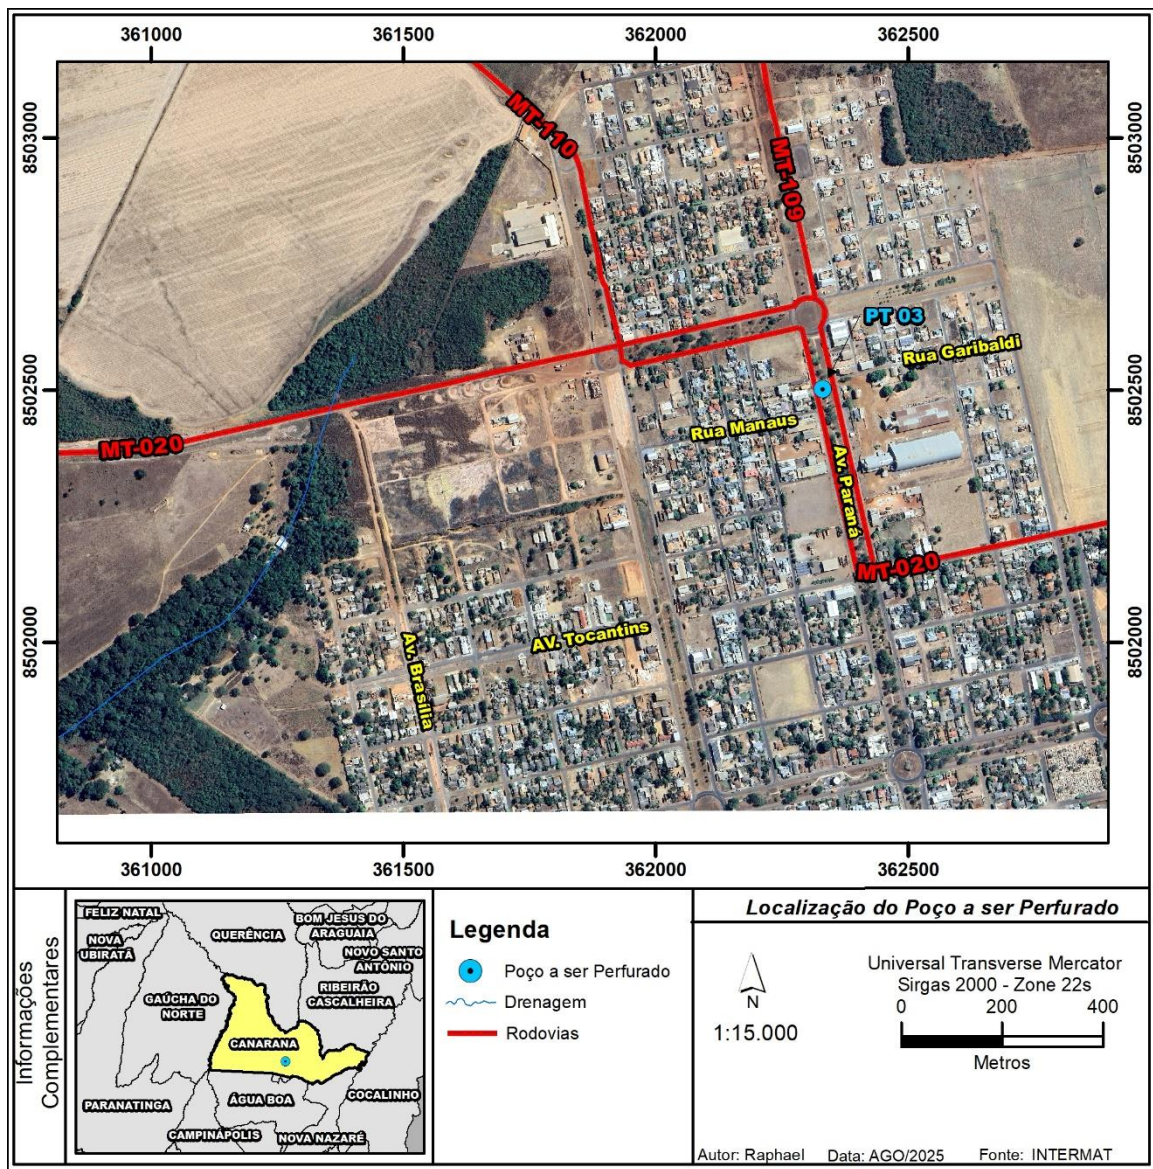 361000 361500 362000 362500
8503000
8503000
MT-110
MT-109
PT 03
Rua Garibaldi
8502500
8502500
MT-020
Rua Manaus
Av. Paraná
MT-020
8502000
8502000
AV. Tocantins
Av. Brasília
361000 361500 362000 362500
Informações
Complementares
FELIZ NATAL
NOVA
UBIRATÃ
QUERÊNCIA
BOM JESUS DO
ARAGUAIA
NOVO SANTO
ANTÔNIO
GAÚCHA DO
NORTE
RIBEIRÃO
CASCALHEIRA
CANARANA
PARANATINGA
ÁGUA BOA
COCALINHO
CAMPINÁPOLIS
NOVA NAZARÉ
Legenda
Poço a ser Perfurado
Drenagem
Rodovias
Localização do Poço a ser Perfurado
N
1:15.000
Universal Transverse Mercator
Sirgas 2000 - Zone 22s
0 200 400
Metros
Autor: Raphael Data: AGO/2025 Fonte: INTERMAT